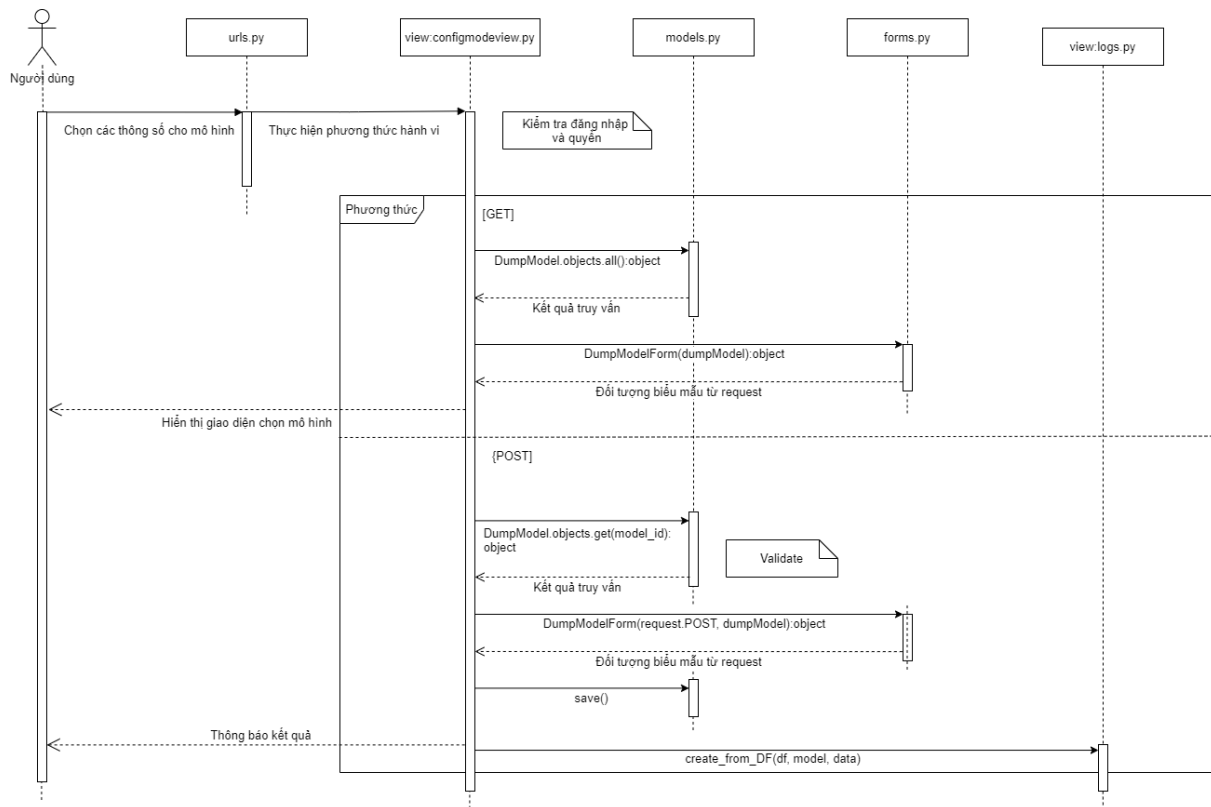 urls.py
view:configmodeview.py
models.py
forms.py
view:logs.py
Người dùng
Chọn các thông số cho mô hình
Thực hiện phương thức hành vi
Kiểm tra đăng nhập
và quyền
Phương thức
[GET]
DumpModel.objects.all():object
Kết quả truy vấn
DumpModelForm(dumpModel):object
Đối tượng biểu mẫu từ request
Hiển thị giao diện chọn mô hình
{POST]
DumpModel.objects.get(model_id):
object
Validate
Kết quả truy vấn
DumpModelForm(request.POST, dumpModel):object
Đối tượng biểu mẫu từ request
save()
Thông báo kết quả
create_from_DF(df, model, data)